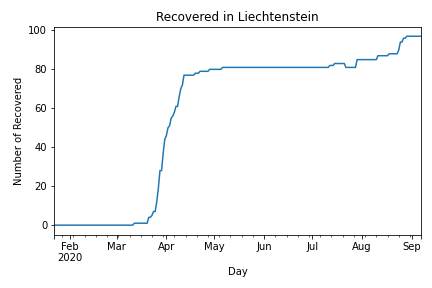 Recovered in Liechtenstein
Number of Recovered
100
80
60
40
20
0
Feb Mar Apr May Jun Jul Aug Sep
2020
Day